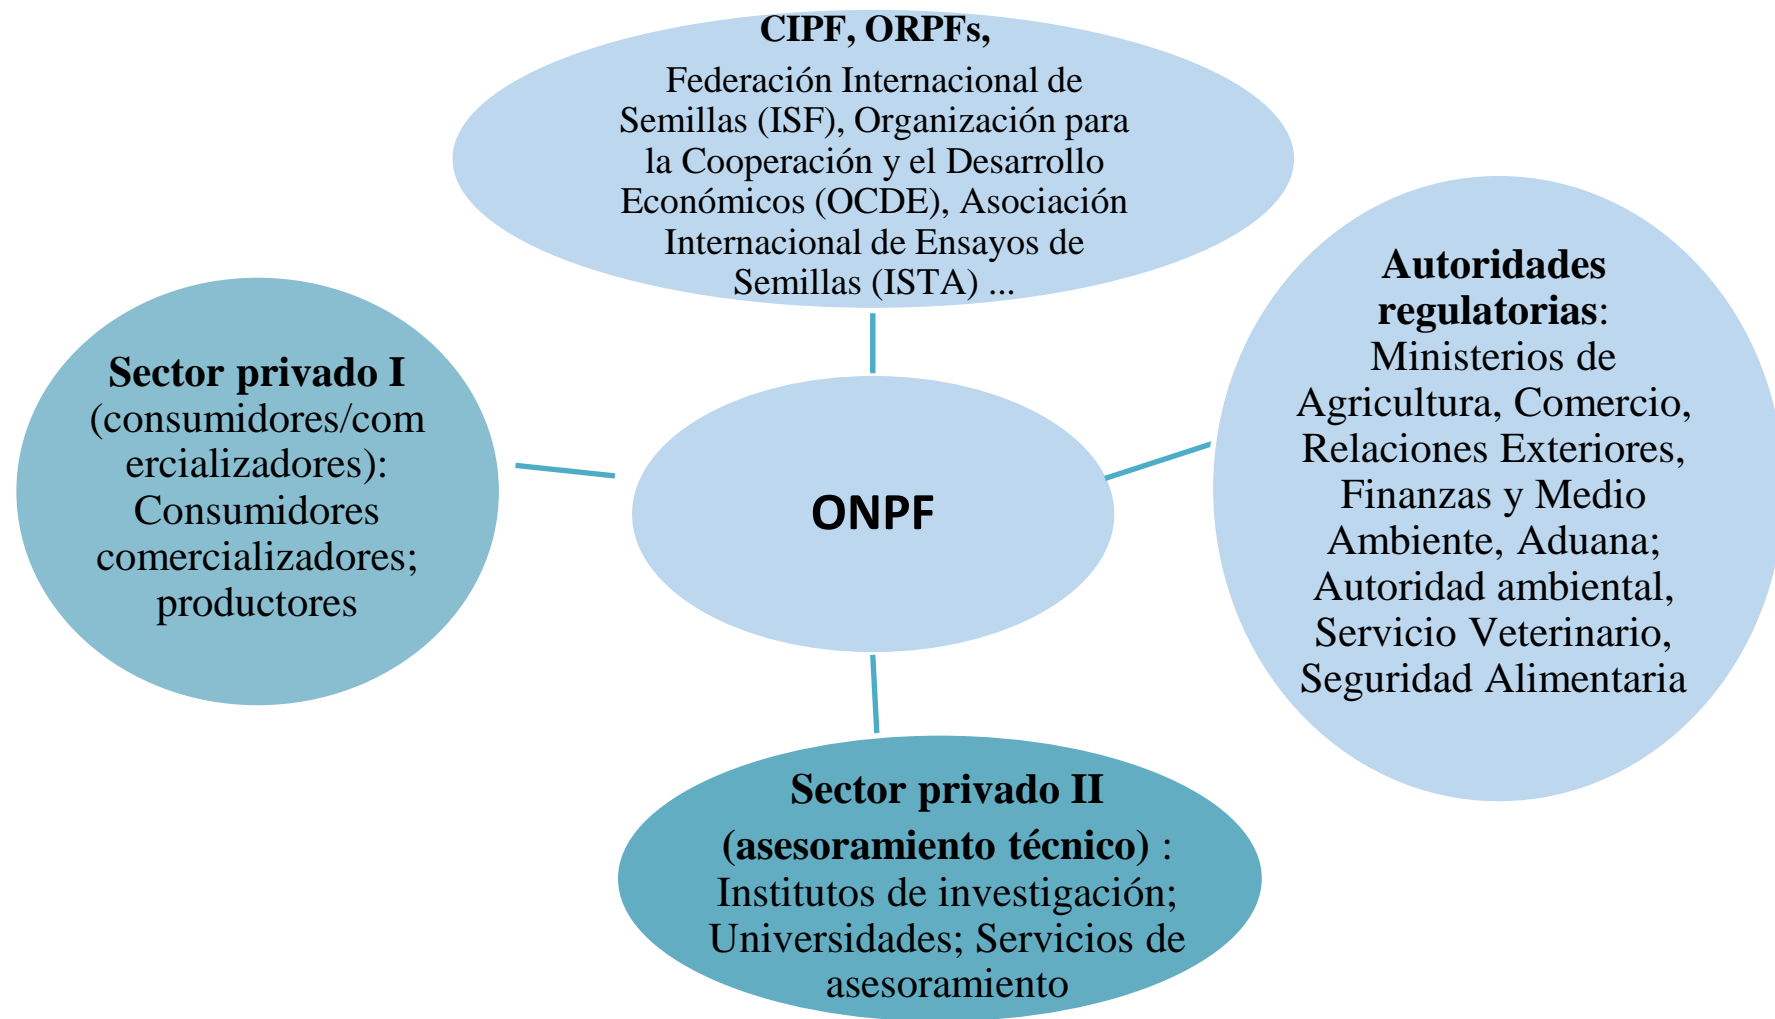 CIPF, ORPFs,
Federación Internacional de
Semillas (ISF), Organización para
la Cooperación y el Desarrollo
Económicos (OCDE), Asociación
Internacional de Ensayos de
Semillas (ISTA) ...
Sector privado I
(consumidores/com
ercializadores):
Consumidores
comercializadores;
productores
ONPF
Autoridades
regulatorias:
Ministerios de
Agricultura, Comercio,
Relaciones Exteriores,
Finanzas y Medio
Ambiente, Aduana;
Autoridad ambiental,
Servicio Veterinario,
Seguridad Alimentaria
Sector privado II
(asesoramiento técnico) :
Institutos de investigación;
Universidades; Servicios de
asesoramiento